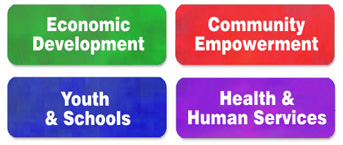 Economic
Development
Community
Empowerment
Youth
& Schools
Health &
Human Services